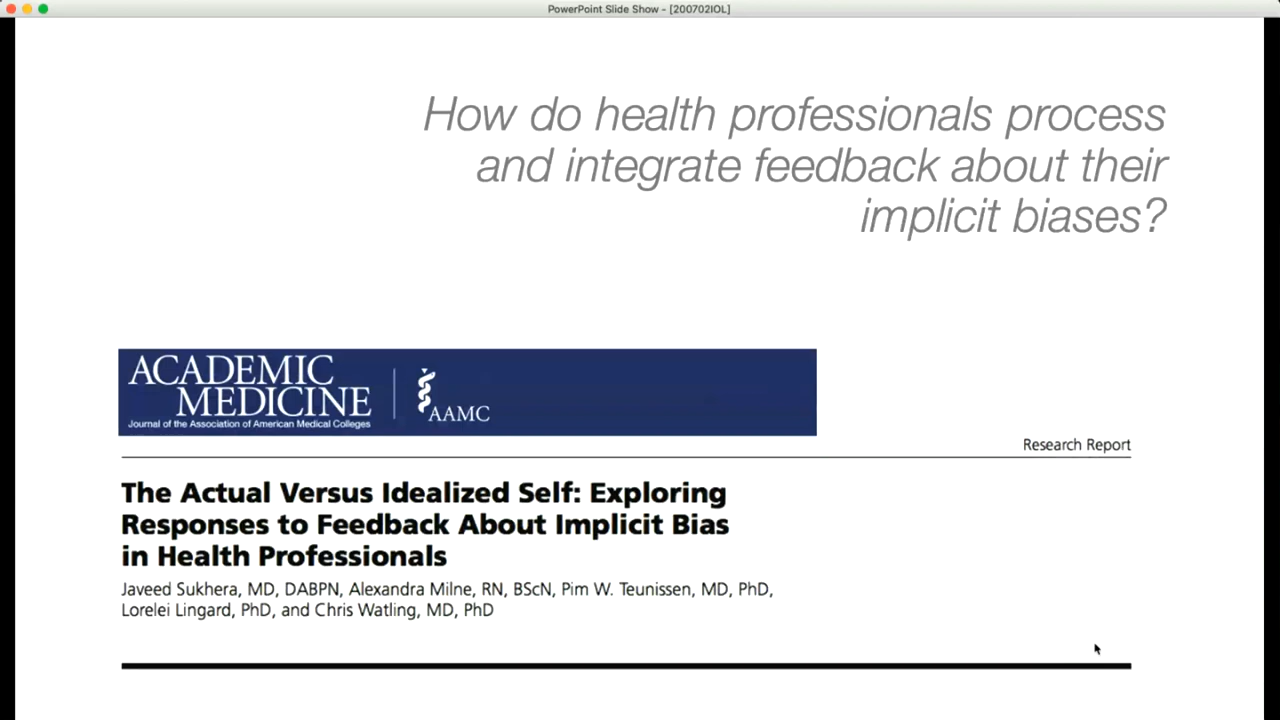 PowerPoint Slide Show - [200702IOL]
How do health professionals process
and integrate feedback about their
implicit biases?
ACADEMIC
MEDICINE
Journal of the Association of American Medical Colleges
AAMC
Research Report
The Actual Versus Idealized Self: Exploring
Responses to Feedback About Implicit Bias
in Health Professionals
Javeed Sukhera, MD, DABPN, Alexandra Milne, RN, BScN, Pim W. Teunissen, MD, PhD,
Lorelei Lingard, PhD, and Chris Watling, MD, PhD